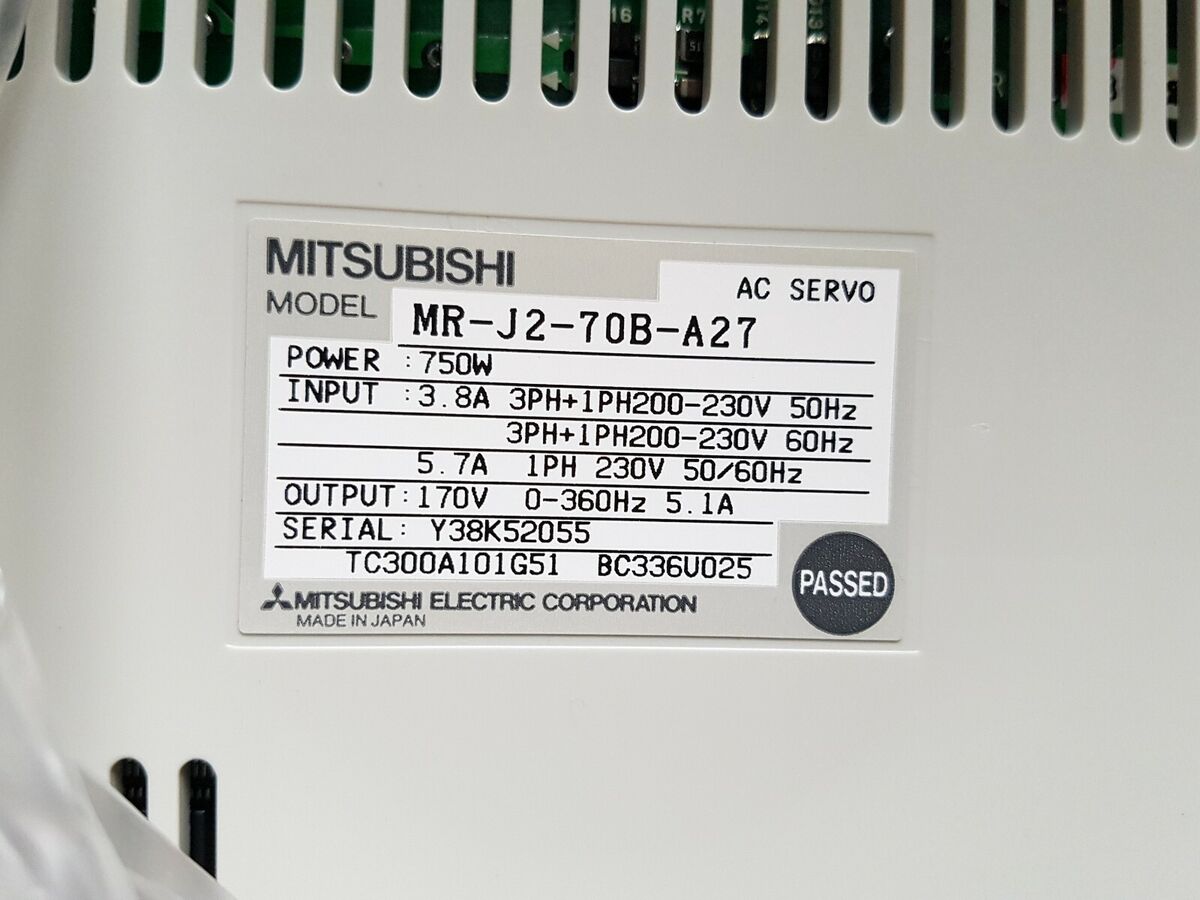 16
R7
MITSUBISHI
AC SERVO
MODEL MR-J2-70B-A27
POWER :750W
INPUT :3.8A 3PH+1PH200-230V 50Hz
3PH+1PH200-230V 60Hz
5.7A 1PH 230V 50/60Hz
OUTPUT:170V 0-360Hz 5.1A
SERIAL: Y38K52055
TC300A101G51 BC336U025
PASSED
MITSUBISHI ELECTRIC CORPORATION
MADE IN JAPAN